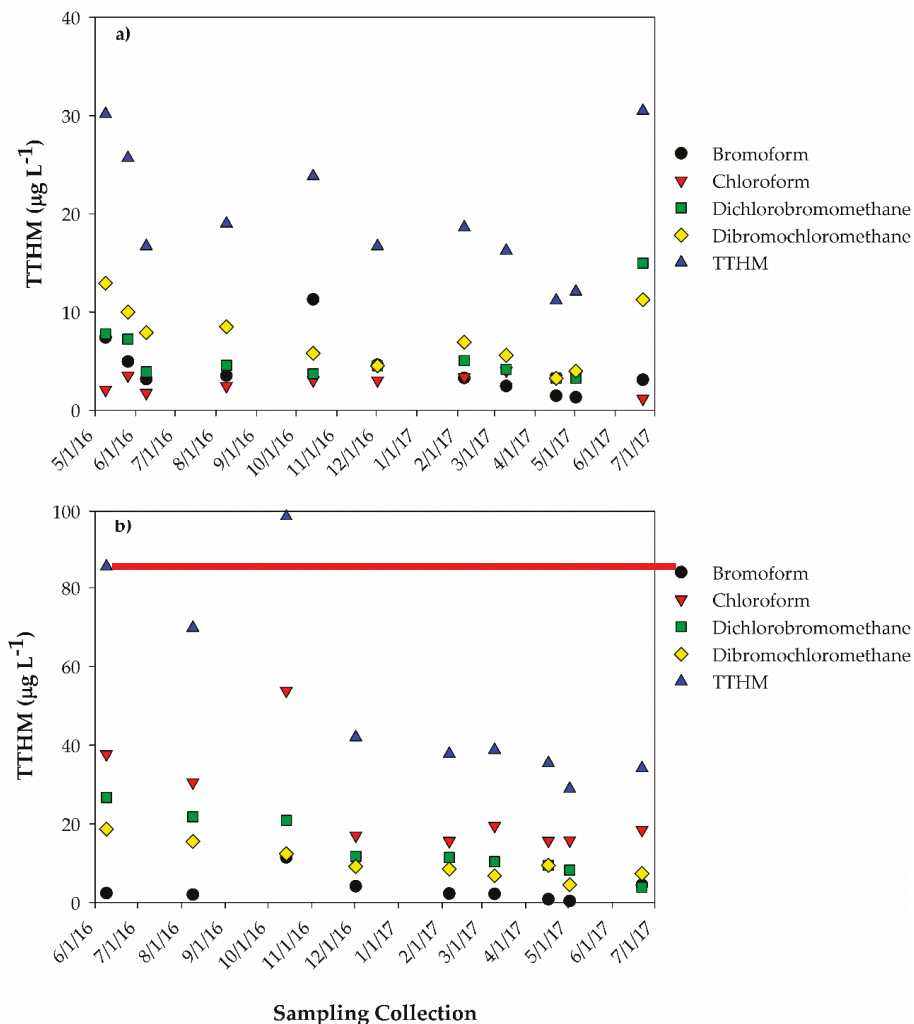 a)
40
30
20
10
0
TTHM (µg L-1)
5/1/16
6/1/16
7/1/16
8/1/16
9/1/16
10/1/16
11/1/16
12/1/16
1/1/17
2/1/17
3/1/17
4/1/17
5/1/17
6/1/17
7/1/17
Bromoform
Chloroform
Dichlorobromomethane
Dibromochloromethane
TTHM
b)
100
80
60
40
20
0
TTHM (µg L-1)
6/1/16
7/1/16
8/1/16
9/1/16
10/1/16
11/1/16
12/1/16
1/1/17
2/1/17
3/1/17
4/1/17
5/1/17
6/1/17
7/1/17
Bromoform
Chloroform
Dichlorobromomethane
Dibromochloromethane
TTHM
Sampling Collection